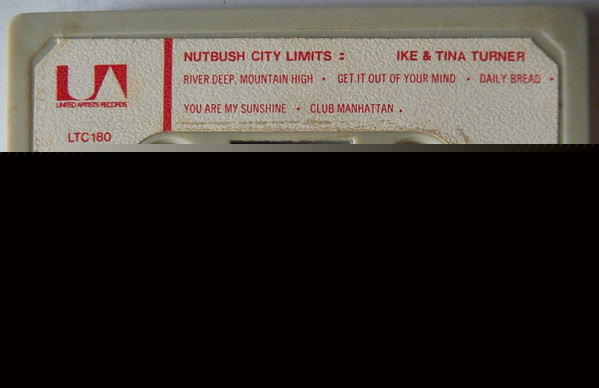 NUTBUSH CITY LIMITS : IKE & TINA TURNER
RIVER DEEP, MOUNTAIN HIGH • GET IT OUT OF YOUR MIND • DAILY BREAD •
UA
UNITED ARTISTS RECORDS
YOU ARE MY SUNSHINE • CLUB MANHATTAN .
LTC 180